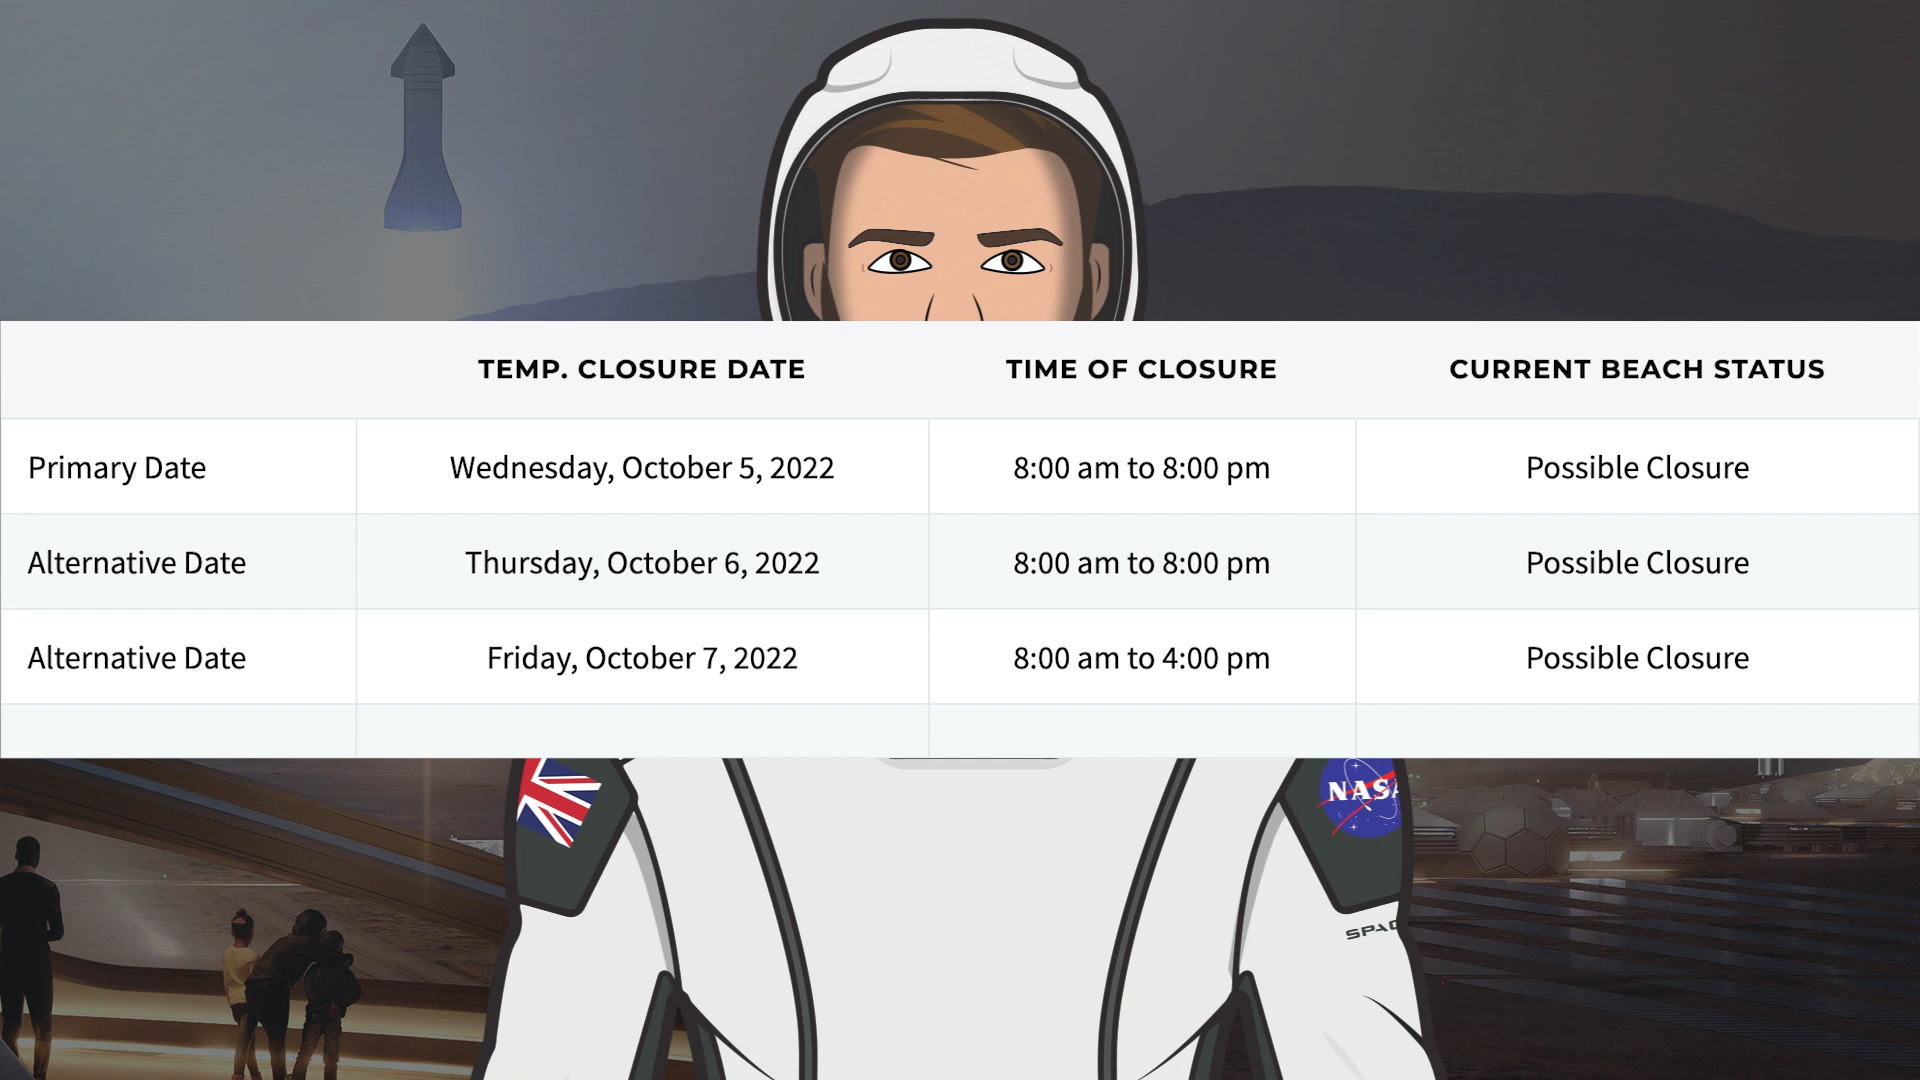 TEMP. CLOSURE DATE TIME OF CLOSURE CURRENT BEACH STATUS
Primary Date Wednesday, October 5, 2022 8:00 am to 8:00 pm Possible Closure
Alternative Date Thursday, October 6, 2022 8:00 am to 8:00 pm Possible Closure
Alternative Date Friday, October 7, 2022 8:00 am to 4:00 pm Possible Closure
NASA
SPAC